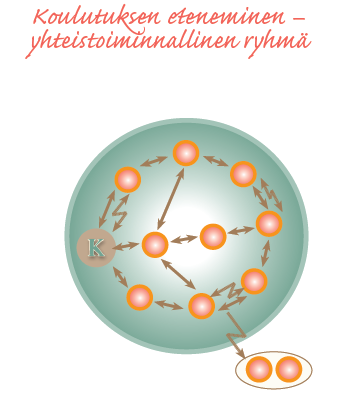 Koulutuksen eteneminen –
yhteistoiminnallinen ryhmä
K